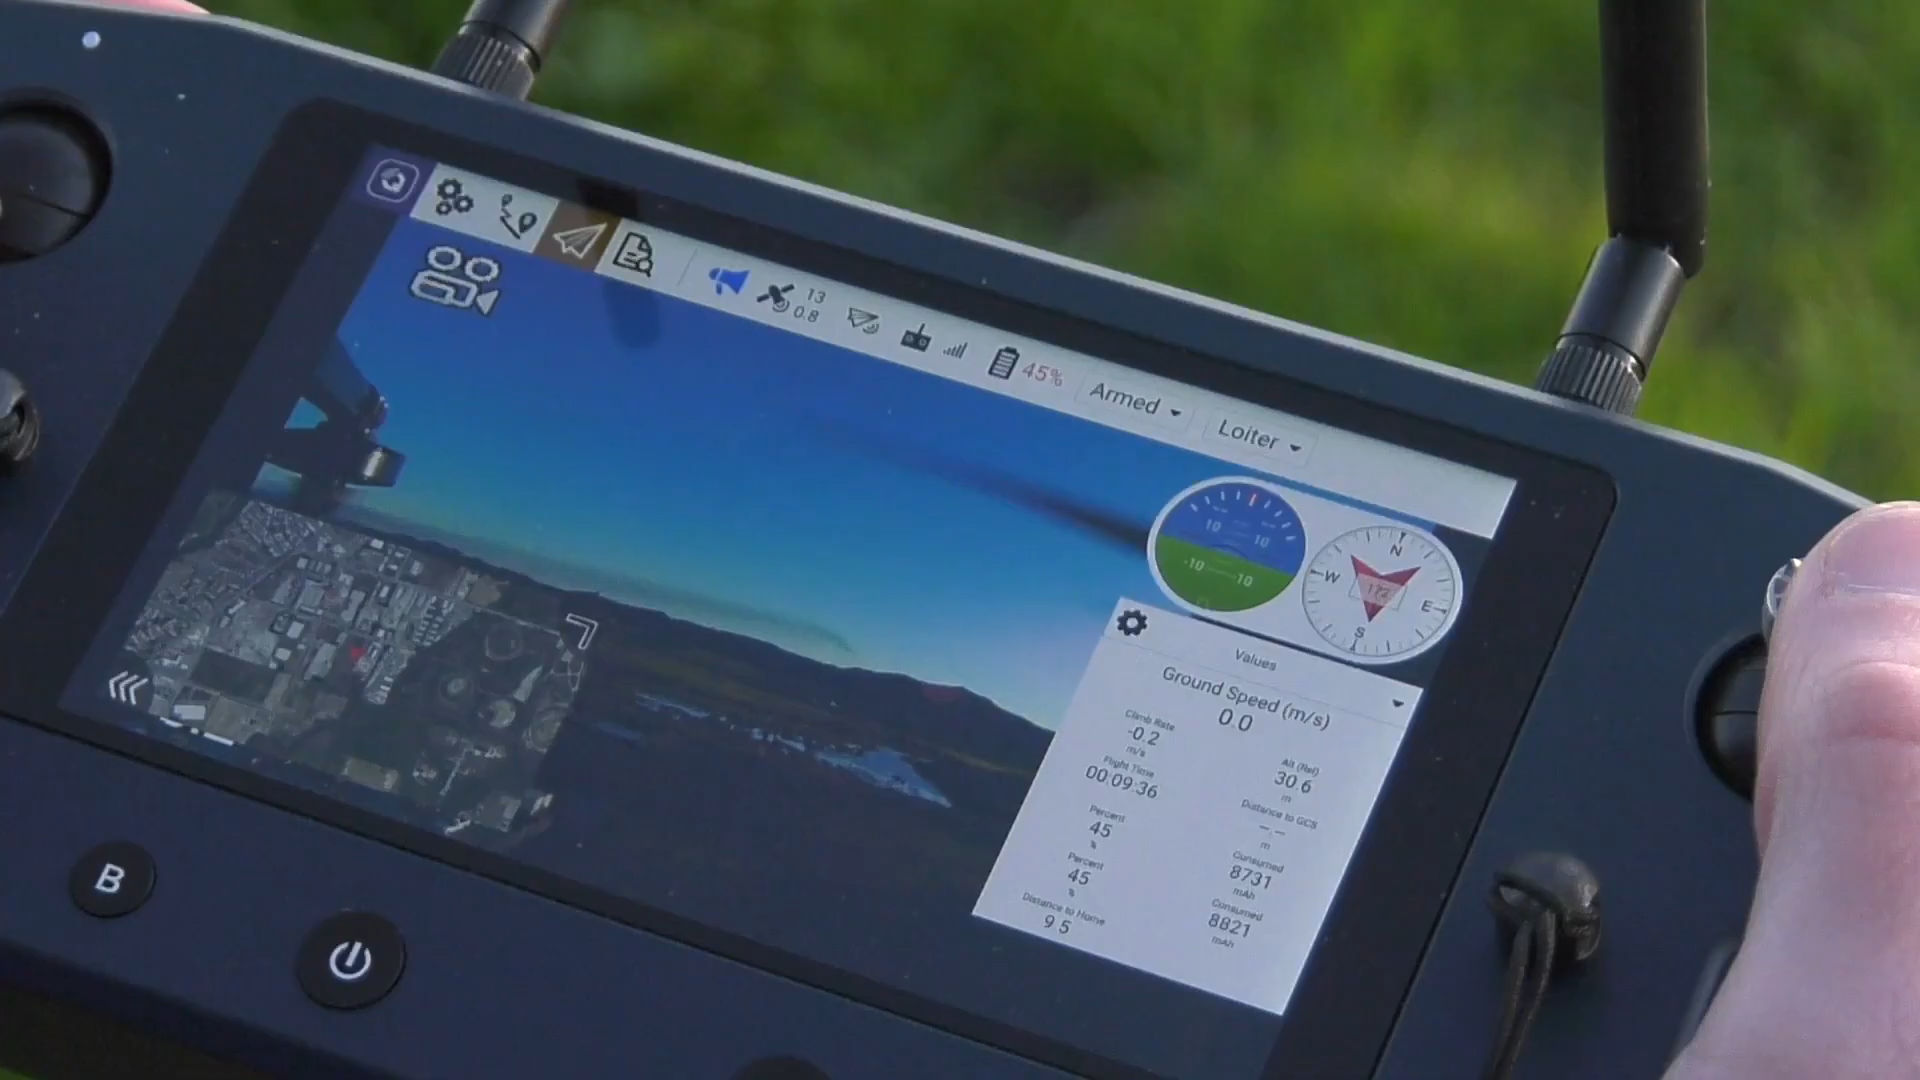 13
0.8
45%
Armed
Loiter
10 10
-10 10
N
W E
S
172
Values
Ground Speed (m/s)
0.0
Climb Rate
-0.2
m/s
Alt (Rel)
30.6
m
Flight Time
00:09:36
Distance to GCS
--.--
m
Percent
45
%
Consumed
8731
mAh
Percent
45
%
Consumed
8821
mAh
Distance to Home
9.5
B